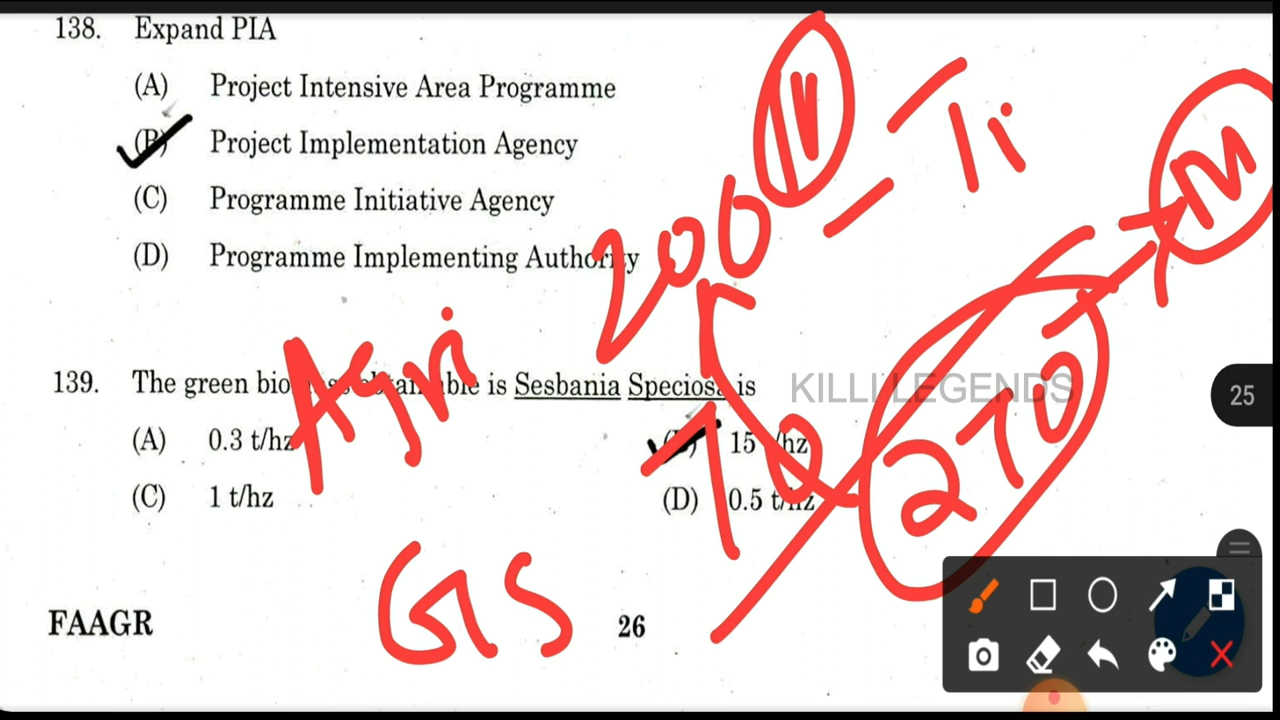 138. Expand PIA
(A) Project Intensive Area Programme
(B) Project Implementation Agency
(C) Programme Initiative Agency
(D) Programme Implementing Authority
200
Ti
M
Agri
139. The green is Sesbania Speciosa is
KILLI LEGENDS
25
(A) 0.3 t/hz
(B) 15 t/hz
70
270
(C) 1 t/hz
(D) 0.5 t/hz
GS
FAAGR
26